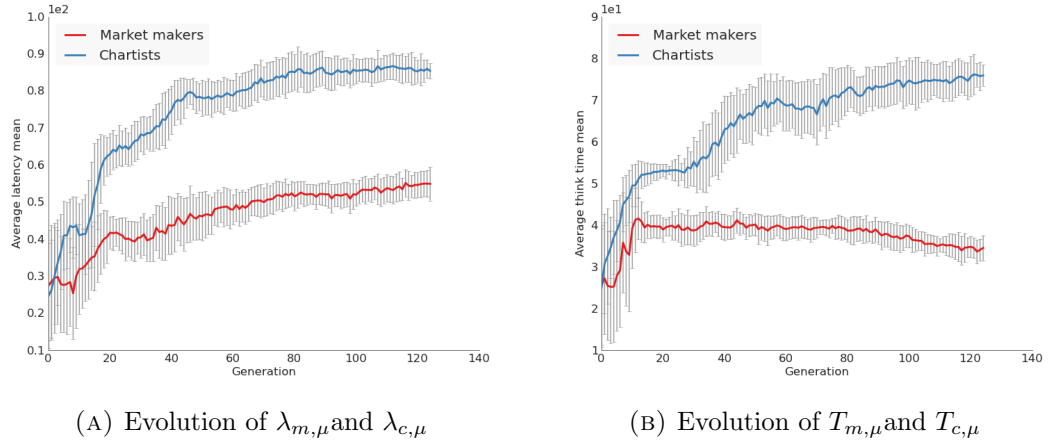 1.0 1e2
Market makers
Chartists
0.9
0.8
0.7
0.6
0.5
0.4
0.3
0.2
0.1
Average latency mean
0 20 40 60 80 100 120 140
Generation
(A) Evolution of λm,μand λc,μ
9 1e1
Market makers
Chartists
8
7
6
5
4
3
2
1
Average think time mean
0 20 40 60 80 100 120 140
Generation
(B) Evolution of Tm,μand Tc,μ